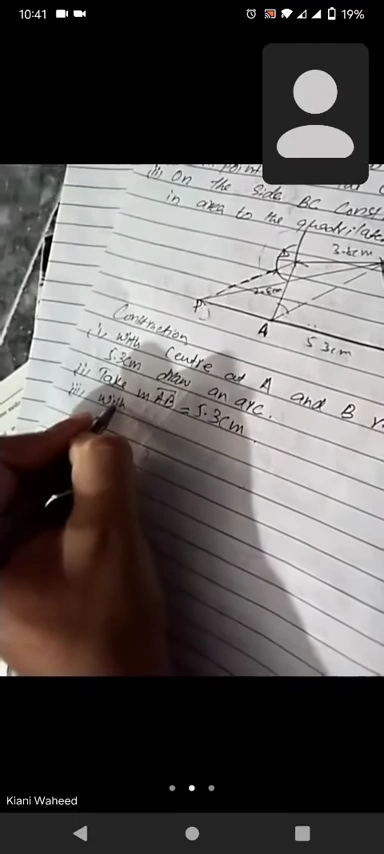 10:41
19%
(ii) On the side BC Const
in area to the quadrilate
3.8cm
P
A
5.3cm
Construction
(i) With Centre at A and B r
5.3cm draw an arc.
(ii) Take mAB = 5.3cm.
(iii) With
Kiani Waheed